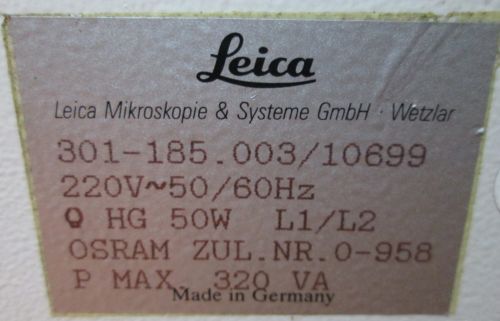 Leica
Leica Mikroskopie & Systeme GmbH · Wetzlar
301-185.003/10699
220V~50/60Hz
HG 50W L1/L2
OSRAM ZUL.NR.0-958
P MAX. 320 VA
Made in Germany